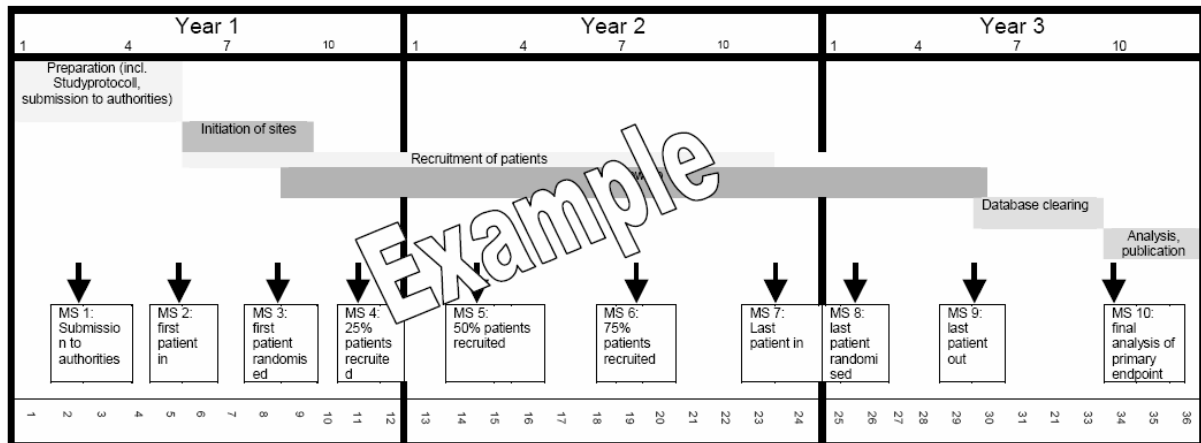 Year 1 Year 2 Year 3
1 4 7 10 1 4 7 10 1 4 7 10
Preparation (incl.
Studyprotocoll,
submission to authorities)
Initiation of sites
Recruitment of patients
Database clearing
Analysis,
publication
Example
MS 1:
Submissio
n to
authorities
MS 2:
first
patient
in
MS 3:
first
patient
randomis
ed
MS 4:
25%
patients
recruite
d
MS 5:
50% patients
recruited
MS 6:
75%
patients
recruited
MS 7:
Last
patient in
MS 8:
last
patient
randomi
sed
MS 9:
last
patient
out
MS 10:
final
analysis of
primary
endpoint
1 2 3 4 5 6 7 8 9 10 11 12 13 14 15 16 17 18 19 20 21 22 23 24 25 26 27 28 29 30 31 32 33 34 35 36